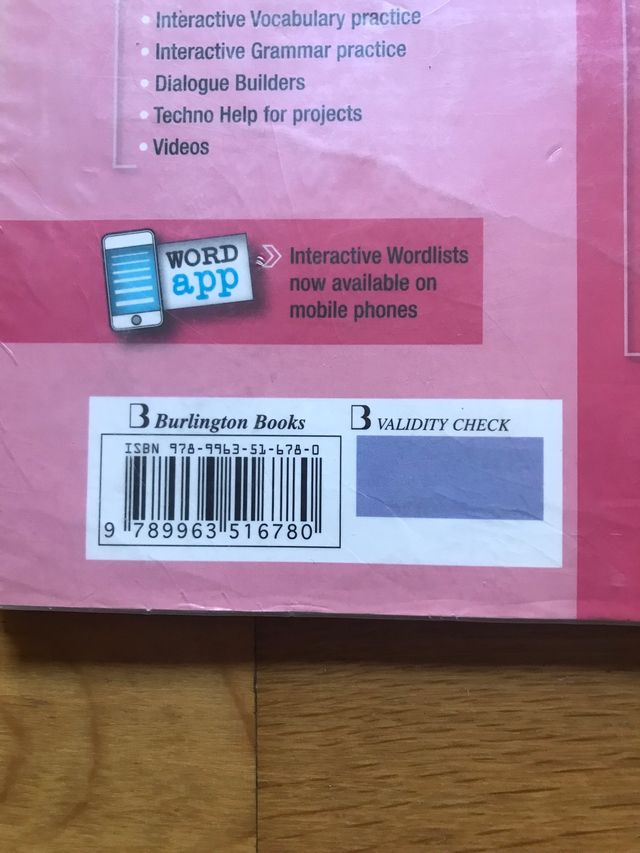 • Interactive Vocabulary practice
• Interactive Grammar practice
• Dialogue Builders
• Techno Help for projects
• Videos
WORD
app
Interactive Wordlists
now available on
mobile phones
B Burlington Books
ISBN 978-9963-51-678-0
9 789963 516780
B VALIDITY CHECK